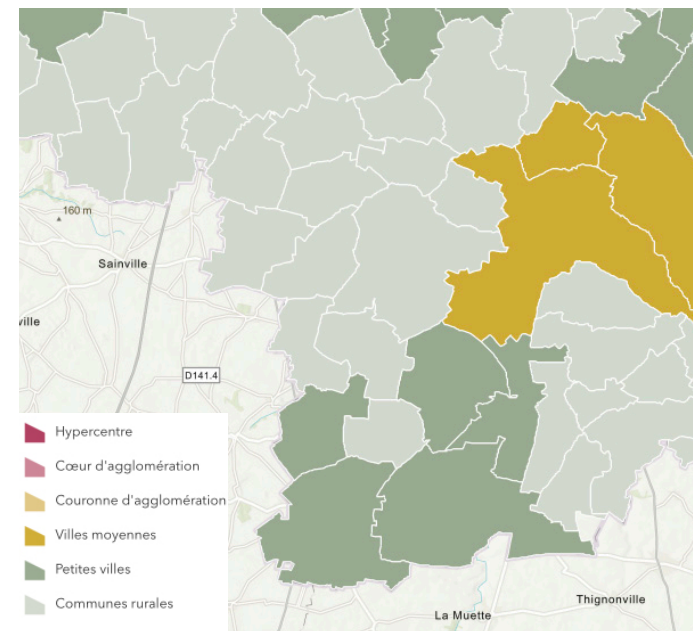 160 m
Sainville
ville
D141.4
Hypercentre
Cœur d'agglomération
Couronne d'agglomération
Villes moyennes
Petites villes
Communes rurales
Thignonville
La Muette